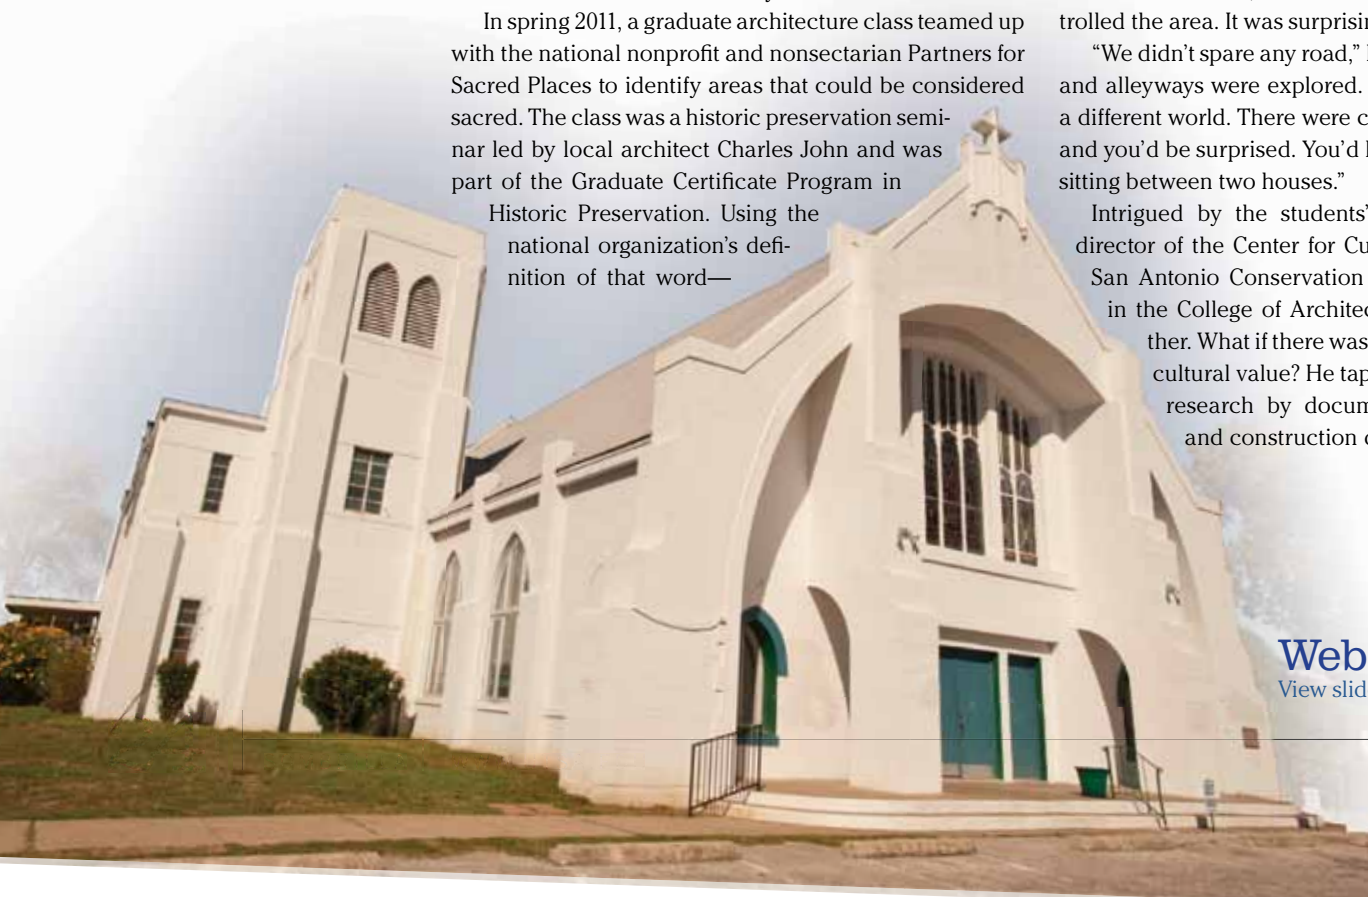 In spring 2011, a graduate architecture class teamed up
with the national nonprofit and nonsectarian Partners for
Sacred Places to identify areas that could be considered
sacred. The class was a historic preservation semi-
nar led by local architect Charles John and was
part of the Graduate Certificate Program in
Historic Preservation. Using the
national organization's defi-
nition of that word—
trolled the area. It was
“We didn't spare any road,”
and alleyways were explored.
a different world. There were
and you'd be surprised. You'd
sitting between two houses.”
Intrigued by the students'
director of the Center for
San Antonio Conservation
in the College of
ther. What if there was
cultural value? He
research by
and construction
Web
View